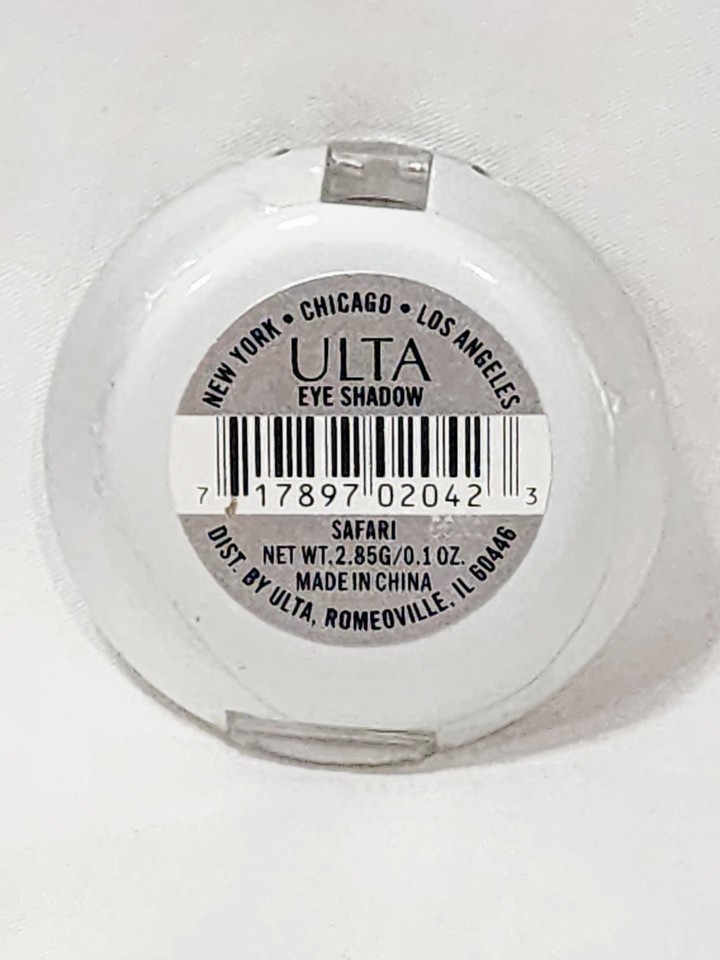 NEW YORK • CHICAGO • LOS ANGELES
ULTA
EYE SHADOW
7 17897 02042 3
SAFARI
NET WT. 2.85G/0.1 OZ.
MADE IN CHINA
DIST. BY ULTA, ROMEOVILLE, IL 60446